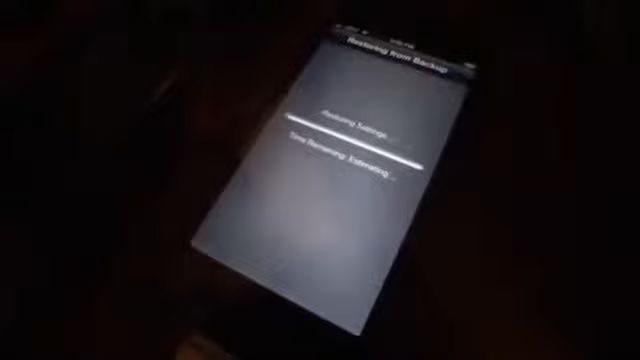 Restoring from Backup
Restoring Settings...
Time Remaining: Estimating...